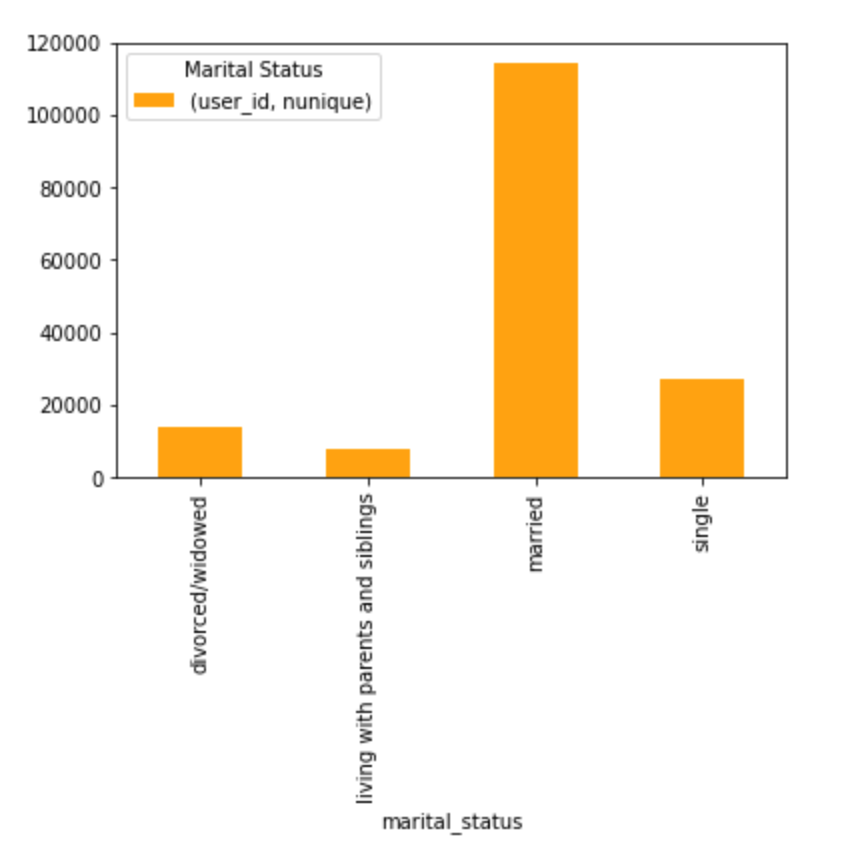 120000
100000
80000
60000
40000
20000
0
Marital Status
(user_id, nunique)
divorced/widowed
living with parents and siblings
married
single
marital_status